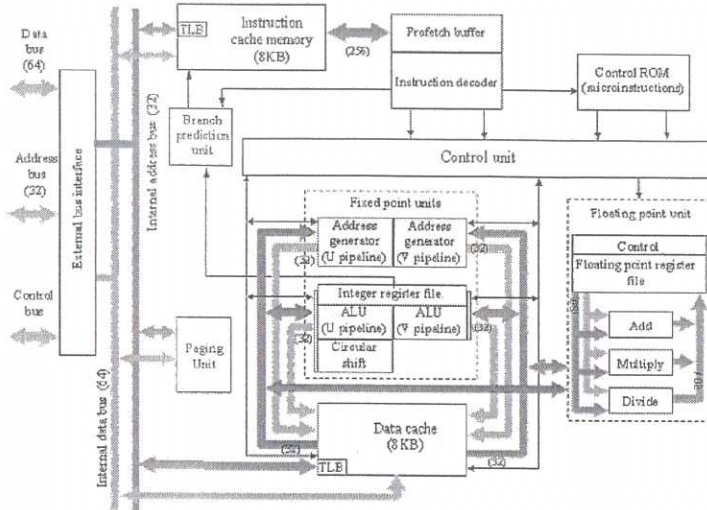 Data
bus
(64)
Address
bus
(32)
Control
bus
External bus interface
Internal data bus (64)
Internal address bus (32)
TLB
Instruction
cache memory
(8KB)
(256)
Prefetch buffer
Instruction decoder
Control ROM
(microinstructions)
Branch
prediction
unit
Control unit
Fixed point units
Address
generator
(U pipeline)
Address
generator
(V pipeline)
(32)
(32)
Integer register file
ALU
(U pipeline)
ALU
(V pipeline)
(32)
(32)
Circular
shift
Paging
Unit
Data cache
(8KB)
TLB
(32)
(32)
Floating point unit
Control
Floating point register
file
Add
Multiply
Divide